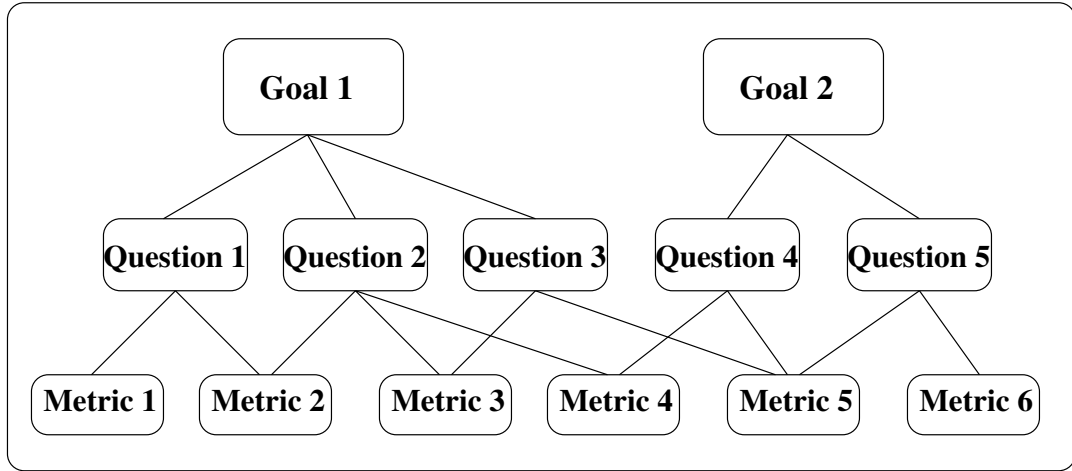 Goal 1
Goal 2
Question 1
Question 2
Question 3
Question 4
Question 5
Metric 1
Metric 2
Metric 3
Metric 4
Metric 5
Metric 6